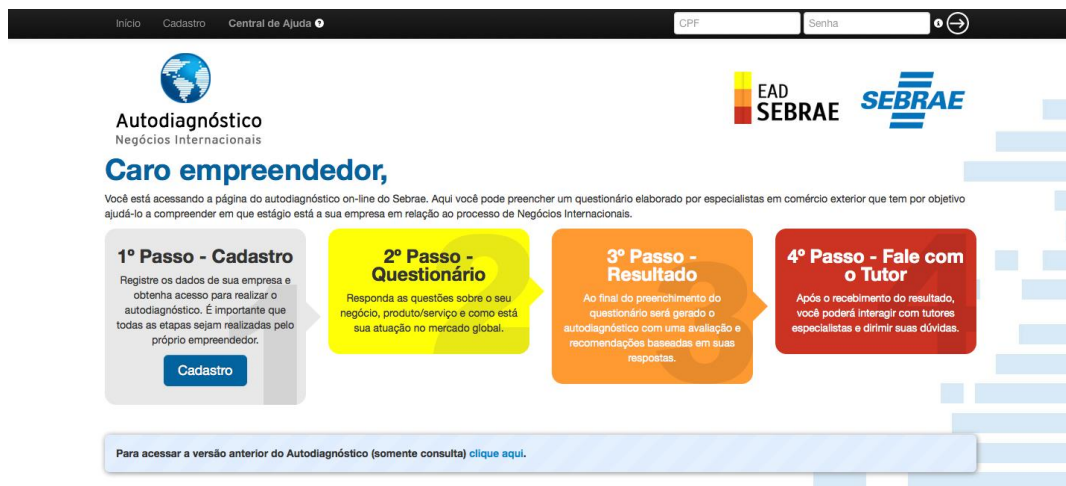 Início Cadastro Central de Ajuda ? CPF Senha
Autodiagnóstico
Negócios Internacionais
EAD
SEBRAE
SEBRAE
Caro empreendedor,
Você está acessando a página do autodiagnóstico on-line do Sebrae. Aqui você pode preencher um questionário elaborado por especialistas em comércio exterior que tem por objetivo
ajudá-lo a compreender em que estágio está a sua empresa em relação ao processo de Negócios Internacionais.
1º Passo - Cadastro
Registre os dados de sua empresa e
obtenha acesso para realizar o
autodiagnóstico. É importante que
todas as etapas sejam realizadas pelo
próprio empreendedor.
Cadastro
1
2º Passo -
Questionário
Responda as questões sobre o seu
negócio, produto/serviço e como está
sua atuação no mercado global.
2
3º Passo -
Resultado
Ao final do preenchimento do
questionário será gerado o
autodiagnóstico com uma avaliação e
recomendações baseadas em suas
respostas.
3
4º Passo - Fale com
o Tutor
Após o recebimento do resultado,
você poderá interagir com tutores
especialistas e dirimir suas dúvidas.
4
Para acessar a versão anterior do Autodiagnóstico (somente consulta) clique aqui.